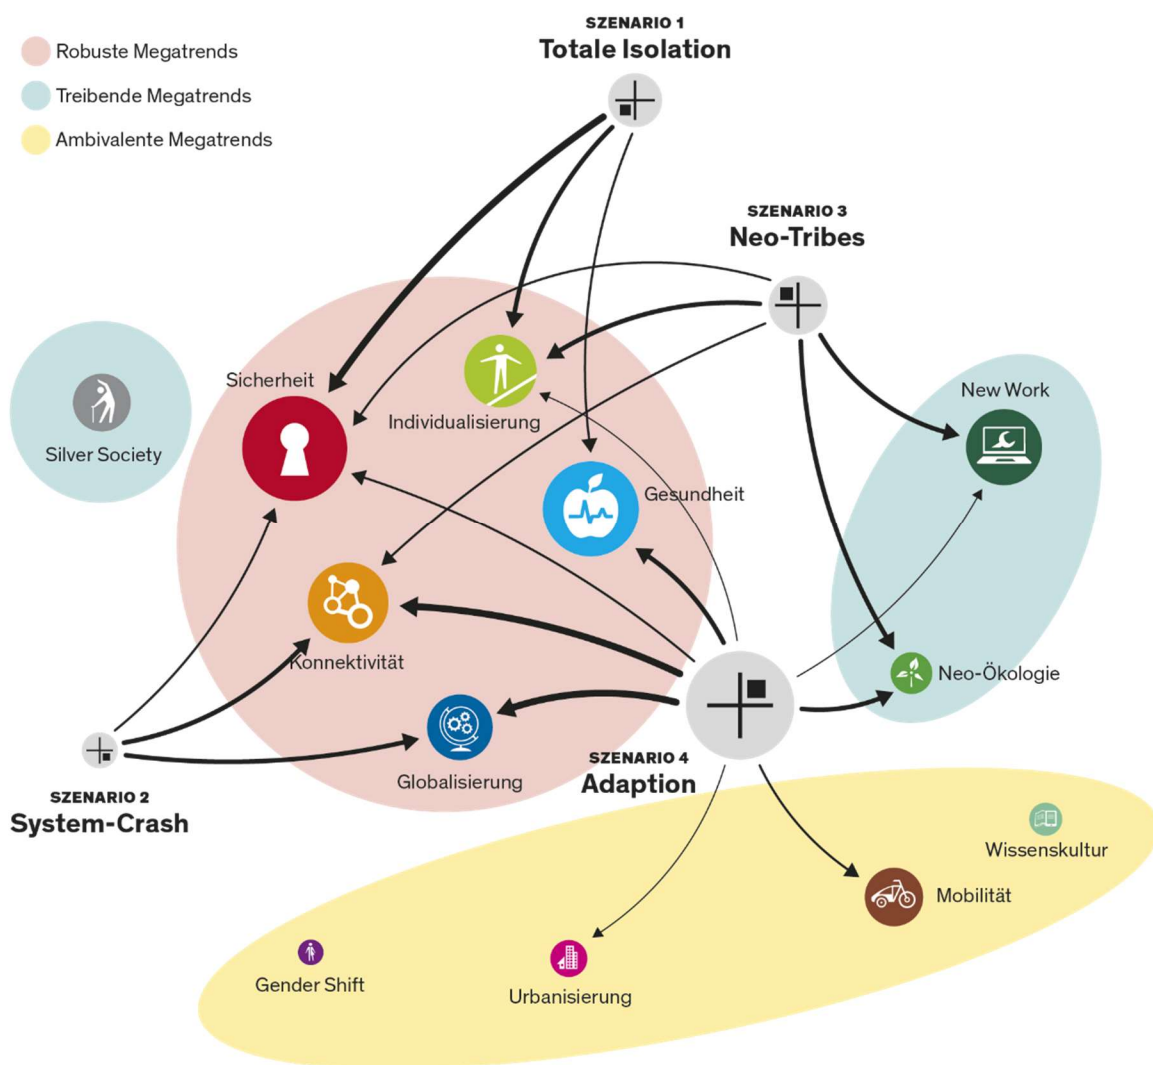 SZENARIO 1
Totale Isolation
Robuste Megatrends
Treibende Megatrends
Ambivalente Megatrends
SZENARIO 3
Neo-Tribes
Sicherheit
Individualisierung
New Work
Silver Society
Gesundheit
Konnektivität
Neo-Ökologie
Globalisierung
SZENARIO 4
Adaption
SZENARIO 2
System-Crash
Wissenskultur
Mobilität
Gender Shift
Urbanisierung